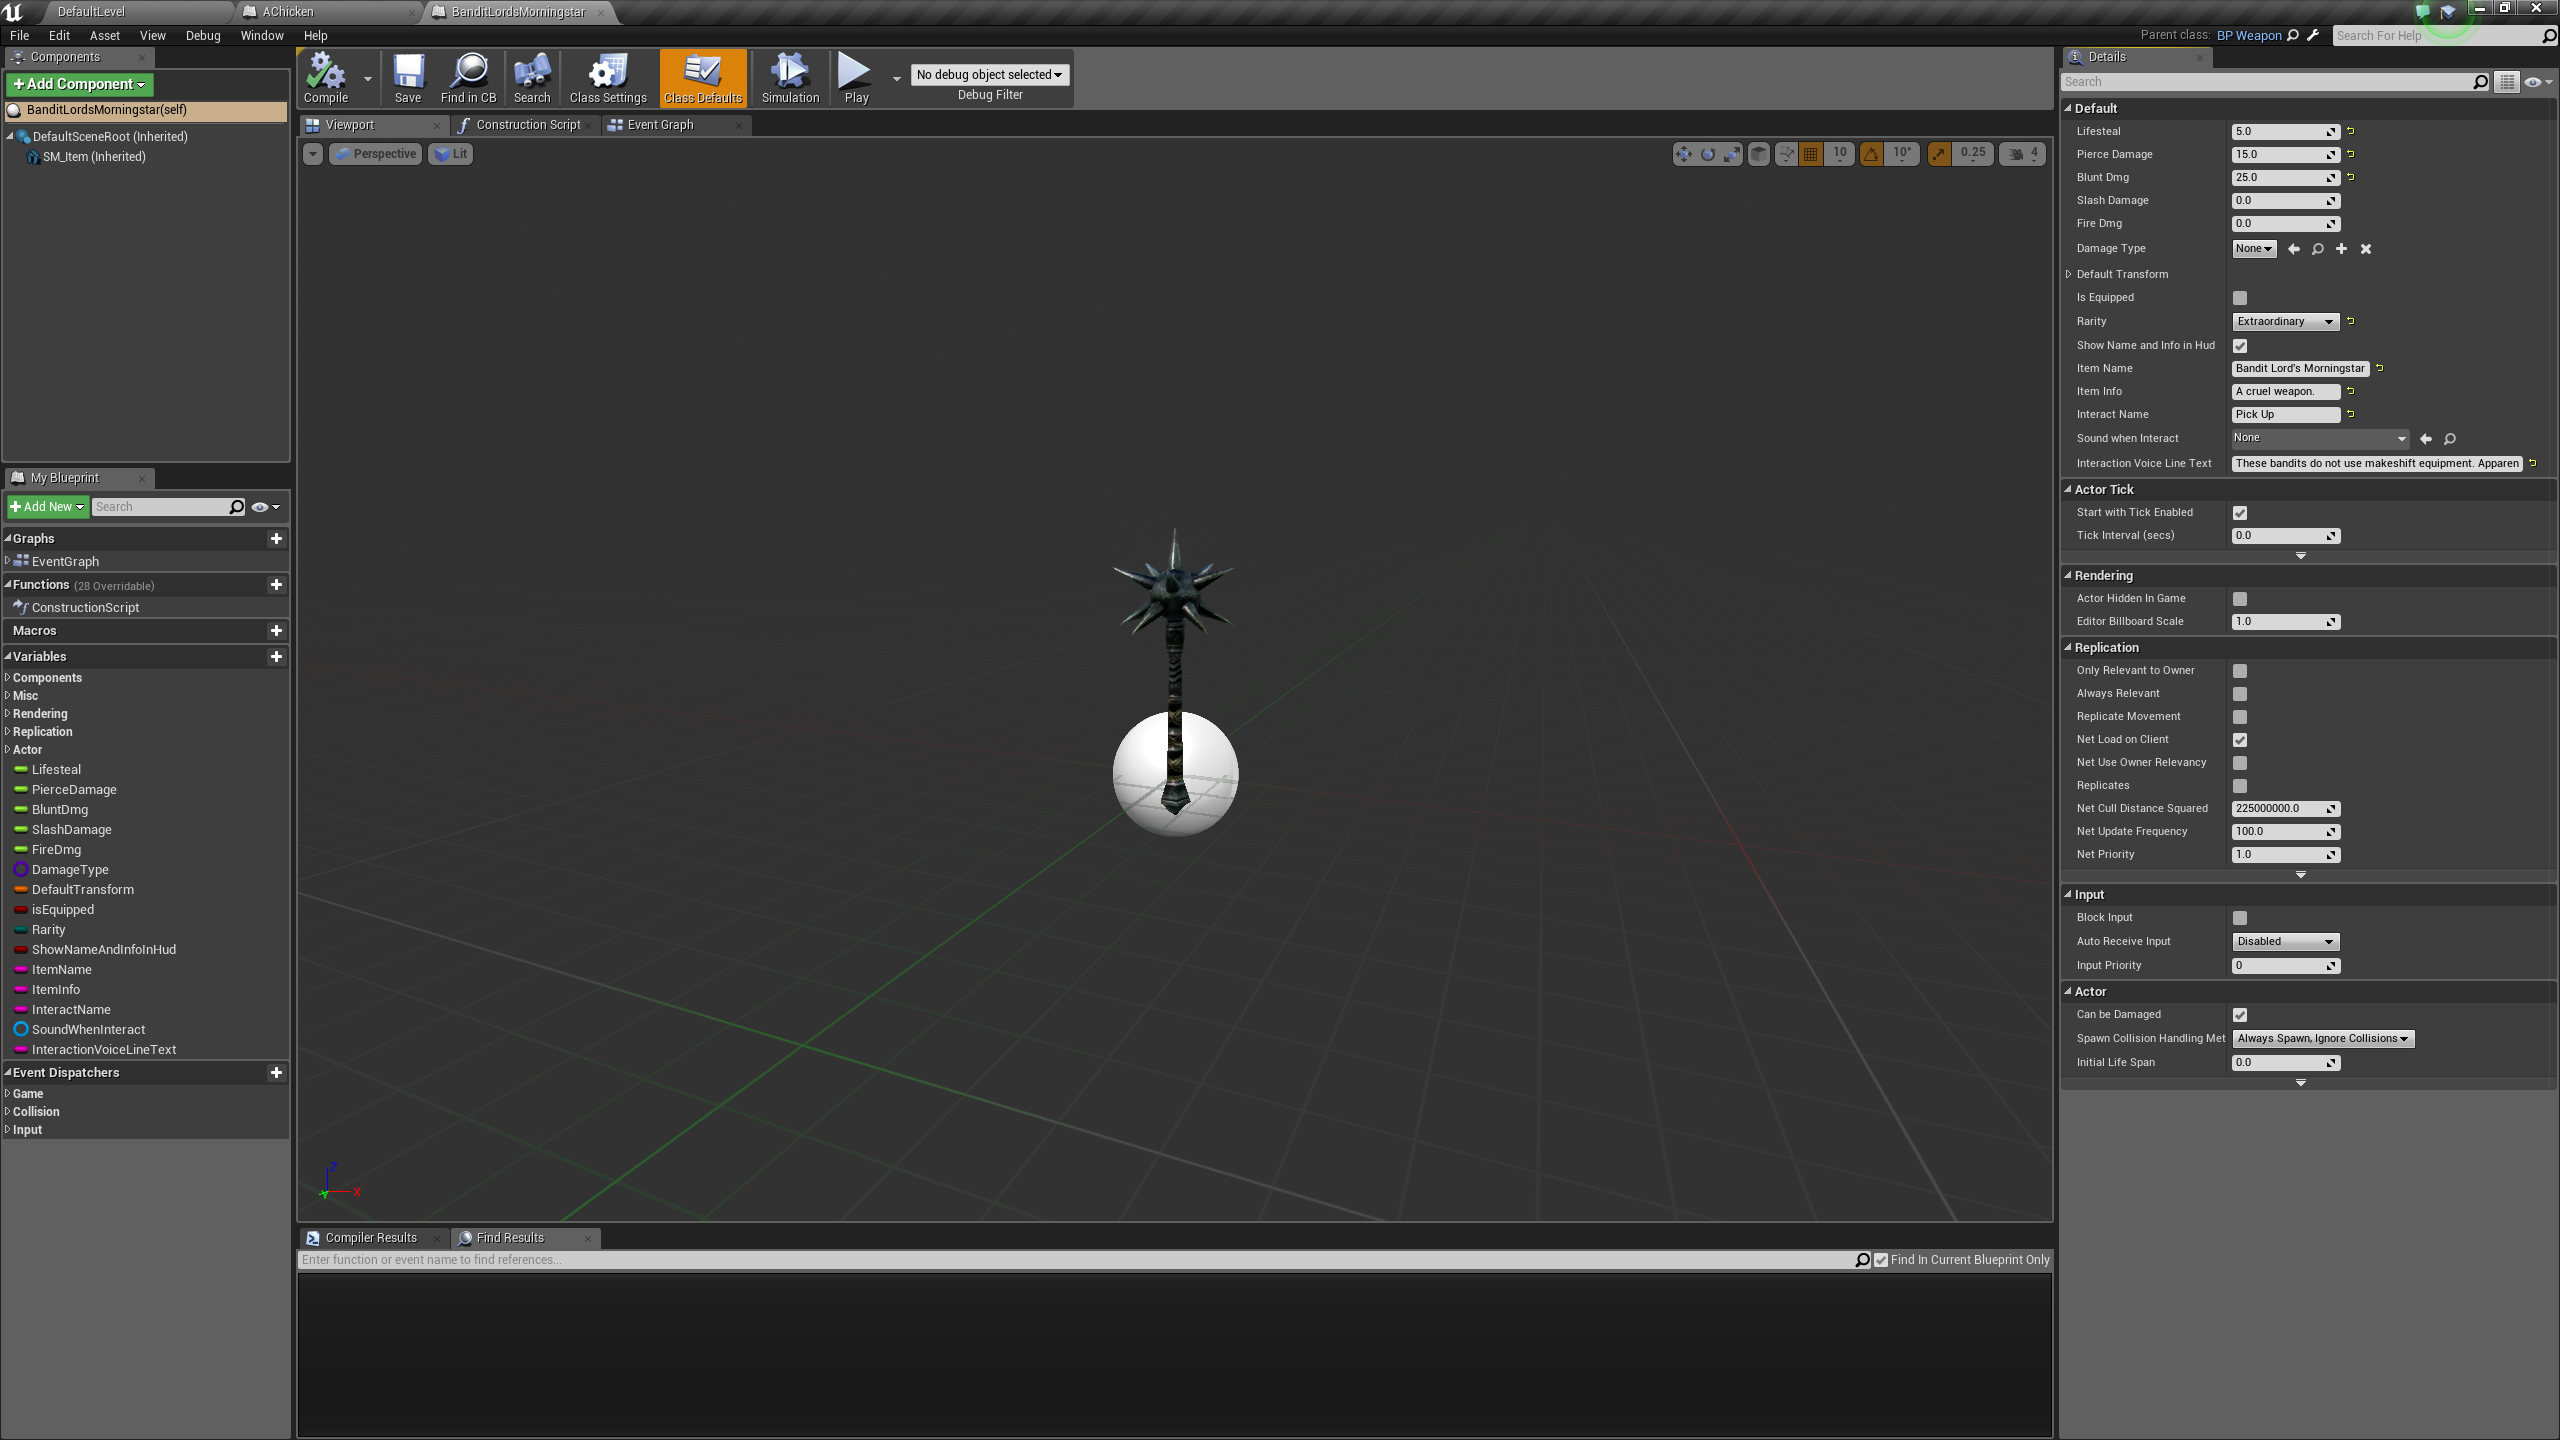 DefaultLevel
AChicken
BanditLordsMorningstar
File Edit Asset View Debug Window Help
Parent class: BP Weapon
Search For Help
Components
Add Component
BanditLordsMorningstar(self)
DefaultSceneRoot (Inherited)
SM_Item (Inherited)
My Blueprint
Add New
Search
Graphs
EventGraph
Functions (28 Overridable)
ConstructionScript
Macros
Variables
Components
Misc
Rendering
Replication
Actor
Lifesteal
PierceDamage
BluntDmg
SlashDamage
FireDmg
DamageType
DefaultTransform
isEquipped
Rarity
ShowNameAndInfoInHud
ItemName
ItemInfo
InteractName
SoundWhenInteract
InteractionVoiceLineText
Event Dispatchers
Game
Collision
Input
Compile
Save
Find in CB
Search
Class Settings
Class Defaults
Simulation
Play
No debug object selected
Debug Filter
Viewport
Construction Script
Event Graph
Perspective
Lit
10
10°
0.25
4
Z
X
Y
Compiler Results
Find Results
Enter function or event name to find references...
Find In Current Blueprint Only
Details
Search
Default
Lifesteal 5.0
Pierce Damage 15.0
Blunt Dmg 25.0
Slash Damage 0.0
Fire Dmg 0.0
Damage Type None
Default Transform
Is Equipped
Rarity Extraordinary
Show Name and Info in Hud
Item Name Bandit Lord's Morningstar
Item Info A cruel weapon.
Interact Name Pick Up
Sound when Interact None
Interaction Voice Line Text These bandits do not use makeshift equipment. Apparen
Actor Tick
Start with Tick Enabled
Tick Interval (secs) 0.0
Rendering
Actor Hidden In Game
Editor Billboard Scale 1.0
Replication
Only Relevant to Owner
Always Relevant
Replicate Movement
Net Load on Client
Net Use Owner Relevancy
Replicates
Net Cull Distance Squared 225000000.0
Net Update Frequency 100.0
Net Priority 1.0
Input
Block Input
Auto Receive Input Disabled
Input Priority 0
Actor
Can be Damaged
Spawn Collision Handling Met Always Spawn, Ignore Collisions
Initial Life Span 0.0